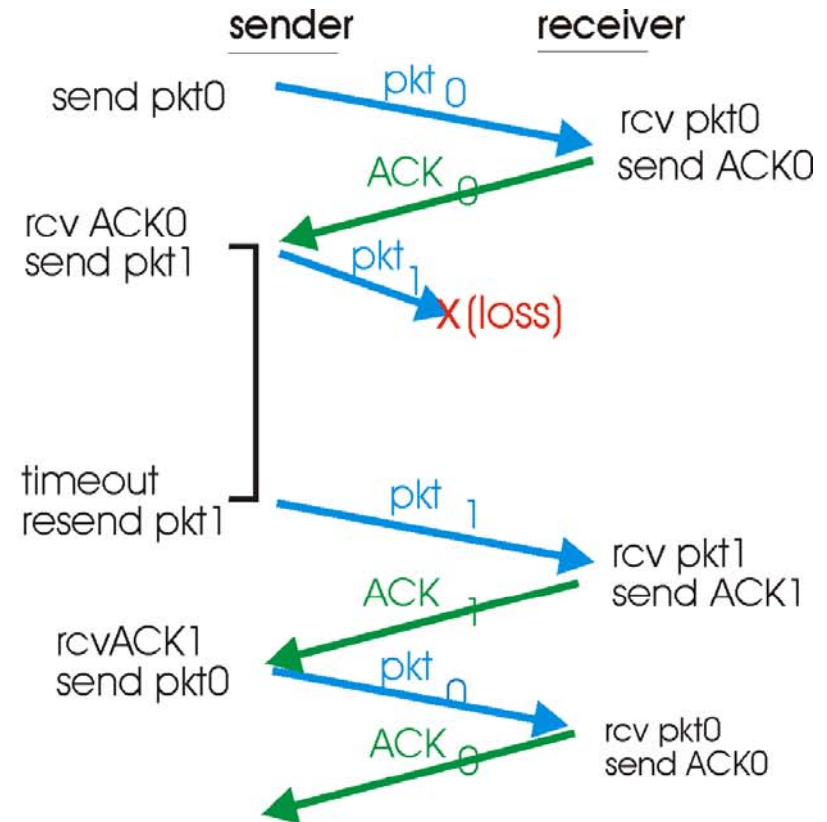 sender
receiver
send pkt0
pkt 0
rcv pkt0
send ACK0
ACK 0
rcv ACK0
send pkt1
pkt 1
X (loss)
timeout
resend pkt1
pkt 1
rcv pkt1
send ACK1
ACK 1
rcvACK1
send pkt0
pkt 0
rcv pkt0
send ACK0
ACK 0